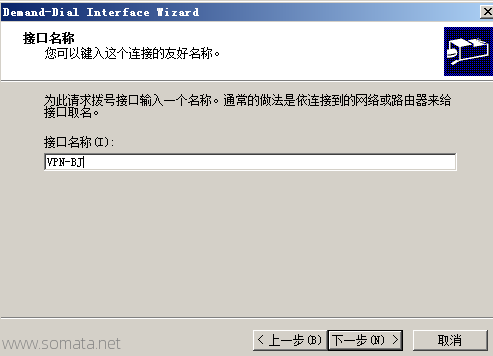 Demand-Dial Interface Wizard
接口名称
您可以键入这个连接的友好名称。
为此请求拨号接口输入一个名称。通常的做法是依连接到的网络或路由器来给
接口取名。
接口名称(I):
VPN-BJ
< 上一步(B) 下一步(N) > 取消
www.somata.net